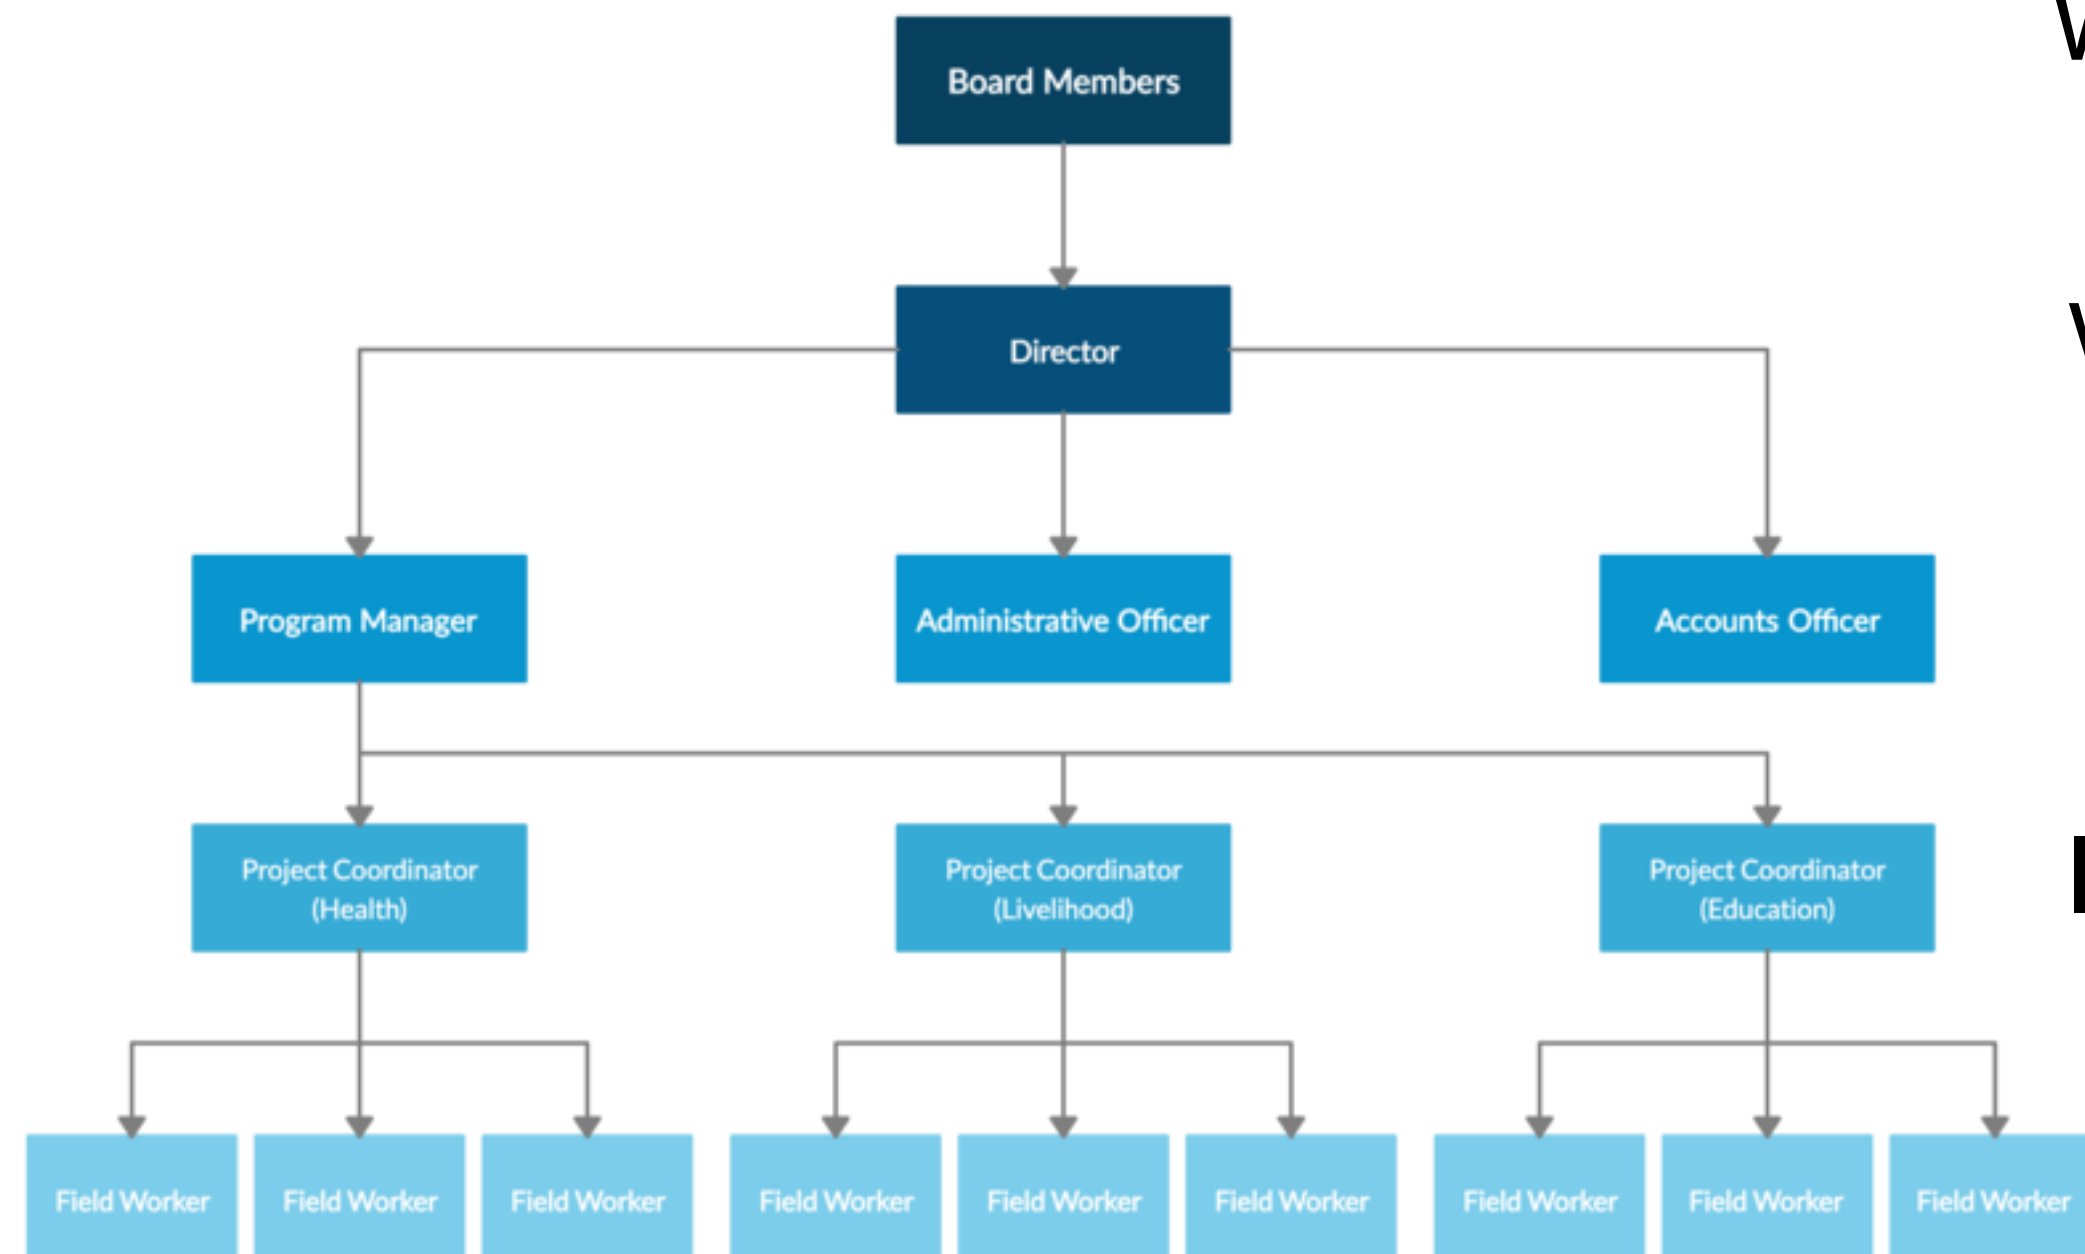 Board Members
Director
Program Manager
Administrative Officer
Accounts Officer
Project Coordinator
(Health)
Project Coordinator
(Livelihood)
Project Coordinator
(Education)
Field Worker
Field Worker
Field Worker
Field Worker
Field Worker
Field Worker
Field Worker
Field Worker
Field Worker